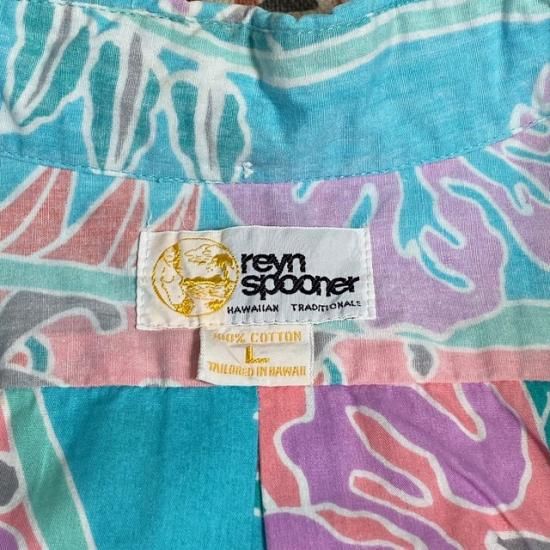 reyn
spooner
HAWAIIAN TRADITIONALS
100% COTTON
L
TAILORED IN HAWAII